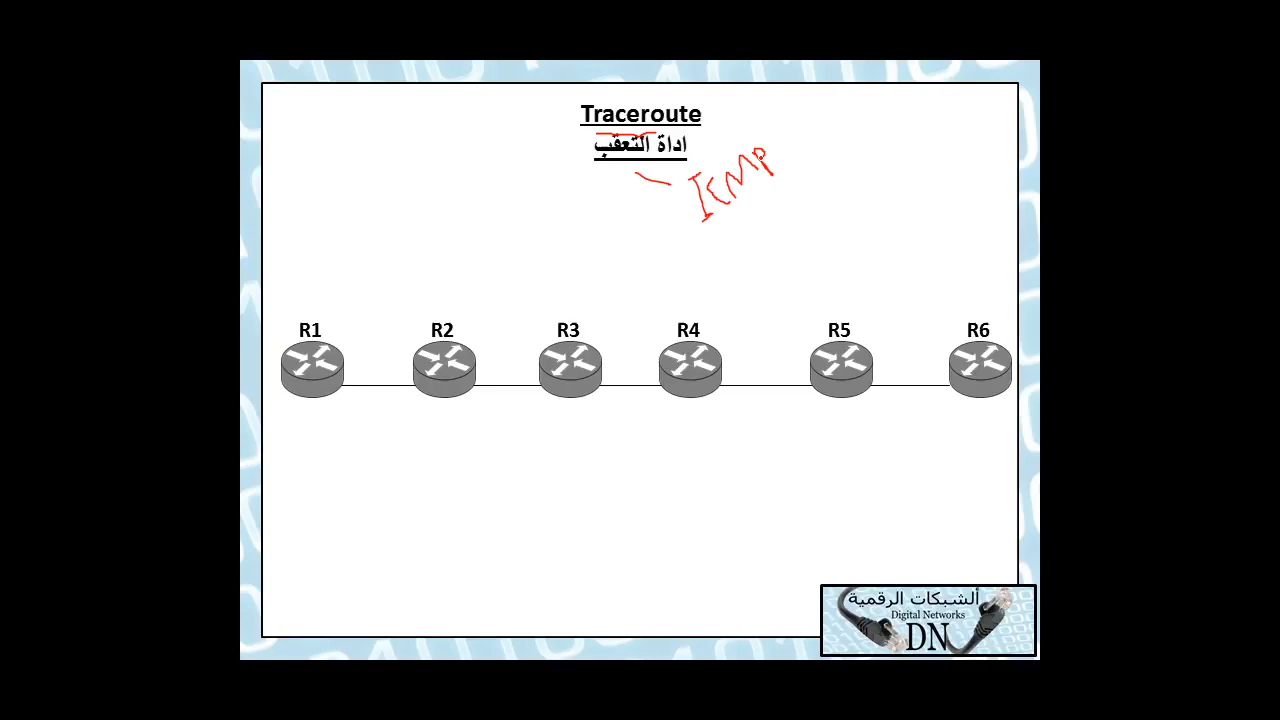 Traceroute
اداة التعقب
ICMP
R1 R2 R3 R4 R5 R6
ألشبكات الرقمية
Digital Networks
DN